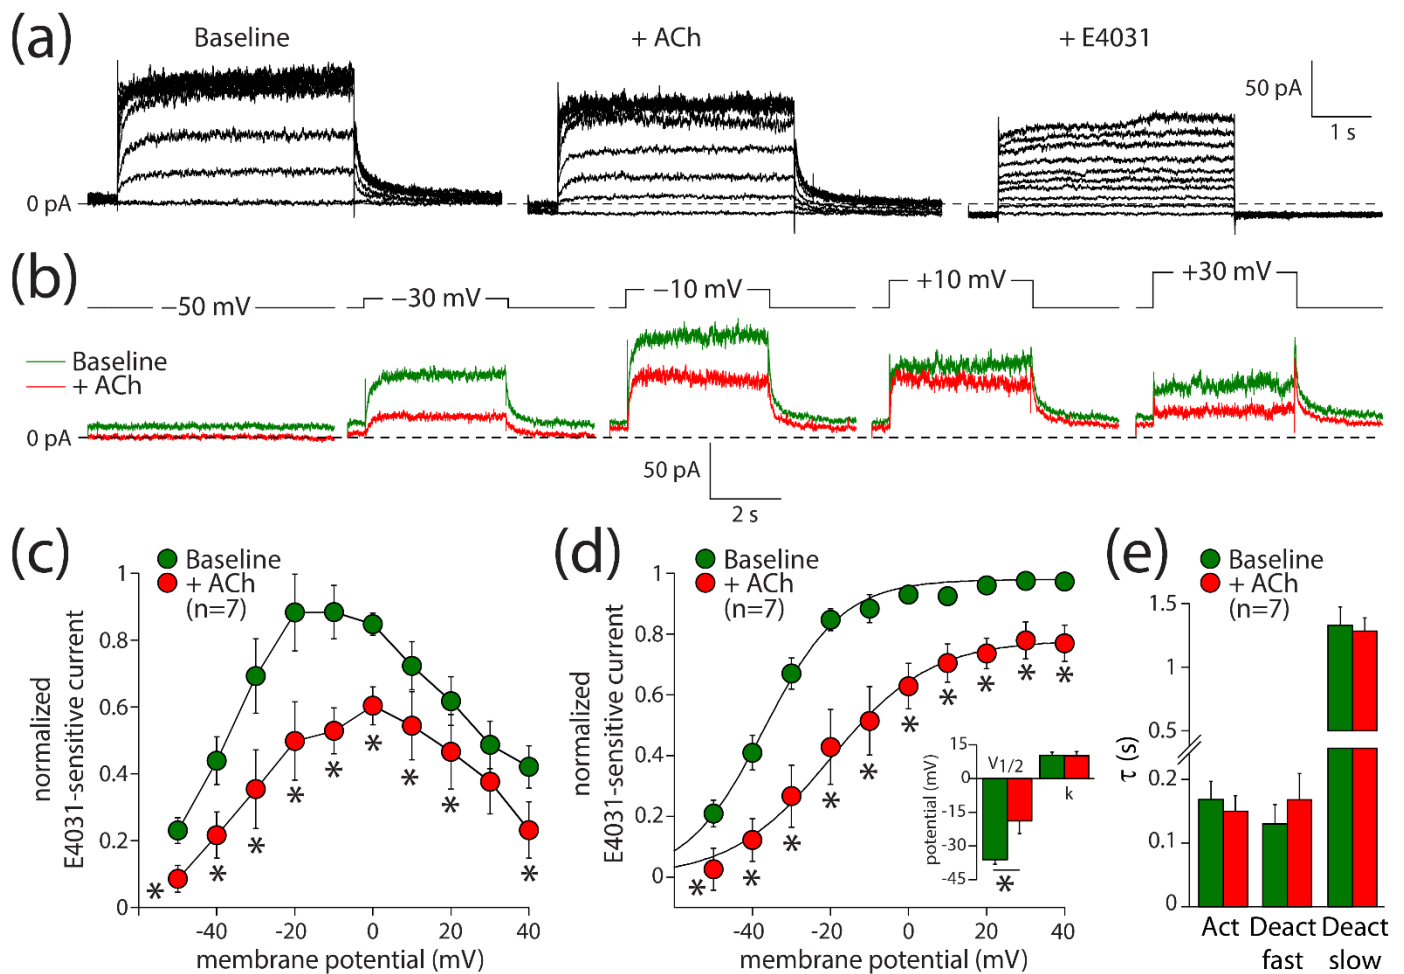 (a)
Baseline
+ ACh
+ E4031
50 pA
1 s
0 pA
(b)
−50 mV
−30 mV
−10 mV
+10 mV
+30 mV
Baseline
+ ACh
0 pA
50 pA
2 s
(c)
Baseline
+ ACh
(n=7)
normalized
E4031-sensitive current
1
0.8
0.6
0.4
0.2
0
*
*
*
*
*
*
*
*
*
-40
-20
0
20
40
membrane potential (mV)
(d)
Baseline
+ ACh
(n=7)
normalized
E4031-sensitive current
1
0.8
0.6
0.4
0.2
0
*
*
*
*
*
*
*
*
*
*
potential (mV)
15
0
-15
-30
-45
V1/2
k
*
-40
-20
0
20
40
membrane potential (mV)
(e)
Baseline
+ ACh
(n=7)
τ (s)
1.5
1
0.5
0.2
0.1
0
Act
Deact
fast
Deact
slow